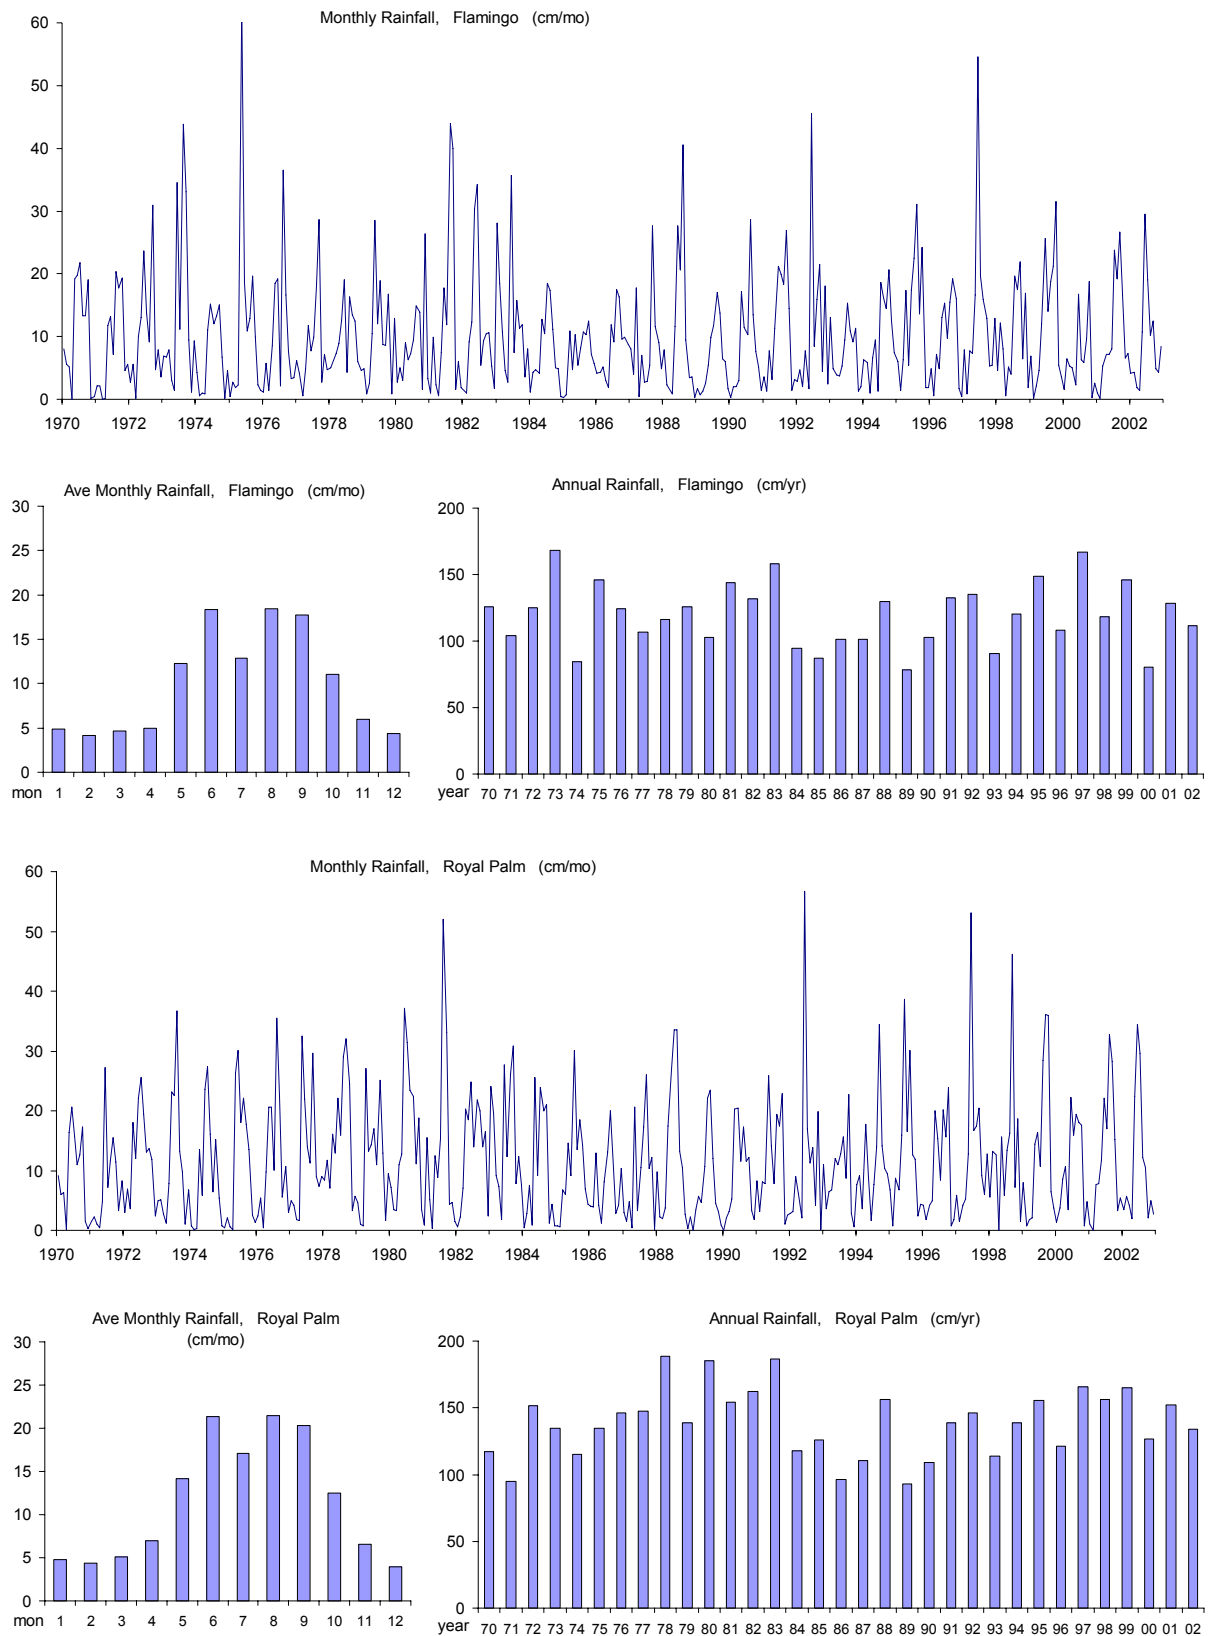 Monthly Rainfall, Flamingo (cm/mo)
60
50
40
30
20
10
0
1970 1972 1974 1976 1978 1980 1982 1984 1986 1988 1990 1992 1994 1996 1998 2000 2002
Ave Monthly Rainfall, Flamingo (cm/mo)
30
25
20
15
10
5
0
mon 1 2 3 4 5 6 7 8 9 10 11 12
Annual Rainfall, Flamingo (cm/yr)
200
150
100
50
0
year 70 71 72 73 74 75 76 77 78 79 80 81 82 83 84 85 86 87 88 89 90 91 92 93 94 95 96 97 98 99 00 01 02
Monthly Rainfall, Royal Palm (cm/mo)
60
50
40
30
20
10
0
1970 1972 1974 1976 1978 1980 1982 1984 1986 1988 1990 1992 1994 1996 1998 2000 2002
Ave Monthly Rainfall, Royal Palm
(cm/mo)
30
25
20
15
10
5
0
mon 1 2 3 4 5 6 7 8 9 10 11 12
Annual Rainfall, Royal Palm (cm/yr)
200
150
100
50
0
year 70 71 72 73 74 75 76 77 78 79 80 81 82 83 84 85 86 87 88 89 90 91 92 93 94 95 96 97 98 99 00 01 02